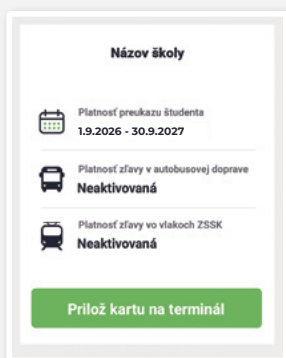 Názov školy
Platnosť preukazu študenta
1.9.2026 - 30.9.2027
Platnosť zľavy v autobusovej doprave
Neaktivovaná
Platnosť zľavy vo vlakoch ZSSK
Neaktivovaná
Prilož kartu na terminál